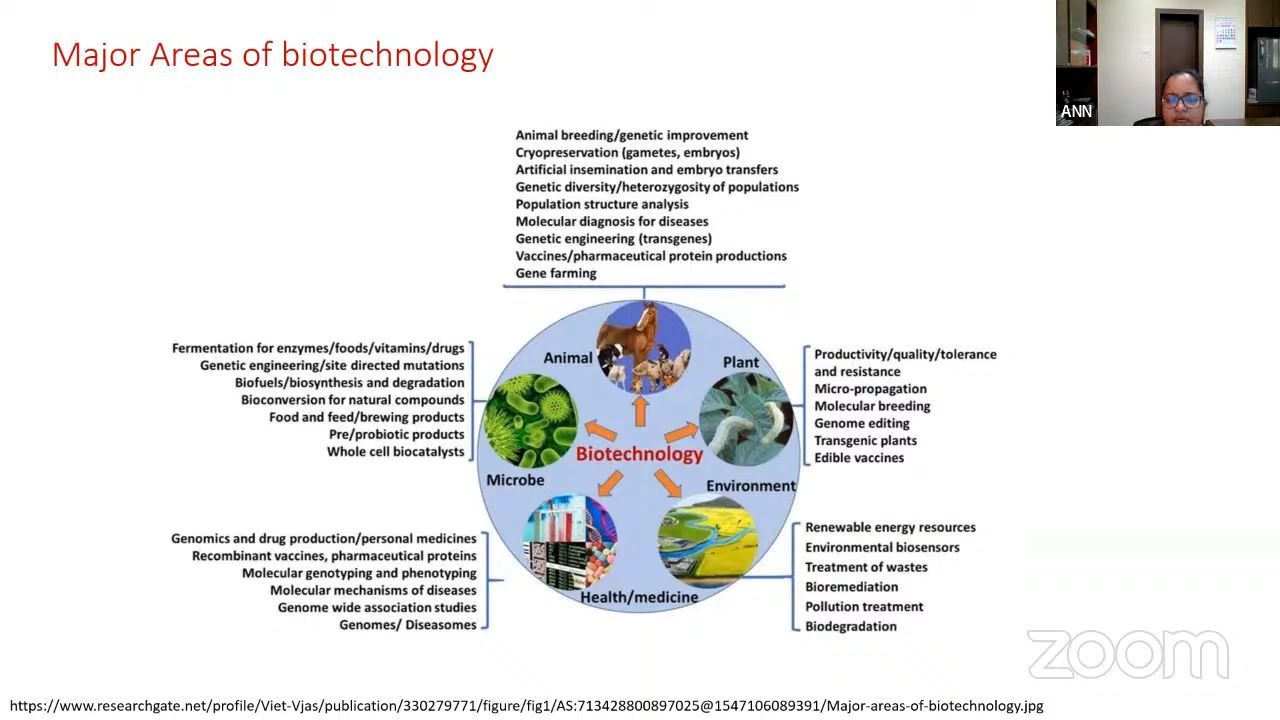 Major Areas of biotechnology
ANN
Animal breeding/genetic improvement
Cryopreservation (gametes, embryos)
Artificial insemination and embryo transfers
Genetic diversity/heterozygosity of populations
Population structure analysis
Molecular diagnosis for diseases
Genetic engineering (transgenes)
Vaccines/pharmaceutical protein productions
Gene farming
Fermentation for enzymes/foods/vitamins/drugs
Genetic engineering/site directed mutations
Biofuels/biosynthesis and degradation
Bioconversion for natural compounds
Food and feed/brewing products
Pre/probiotic products
Whole cell biocatalysts
Animal
Plant
Microbe
Biotechnology
Environment
Health/medicine
Productivity/quality/tolerance
and resistance
Micro-propagation
Molecular breeding
Genome editing
Transgenic plants
Edible vaccines
Genomics and drug production/personal medicines
Recombinant vaccines, pharmaceutical proteins
Molecular genotyping and phenotyping
Molecular mechanisms of diseases
Genome wide association studies
Genomes/ Diseasomes
Renewable energy resources
Environmental biosensors
Treatment of wastes
Bioremediation
Pollution treatment
Biodegradation
zoom
https://www.researchgate.net/profile/Viet-Vjas/publication/330279771/figure/fig1/AS:713428800897025@1547106089391/Major-areas-of-biotechnology.jpg